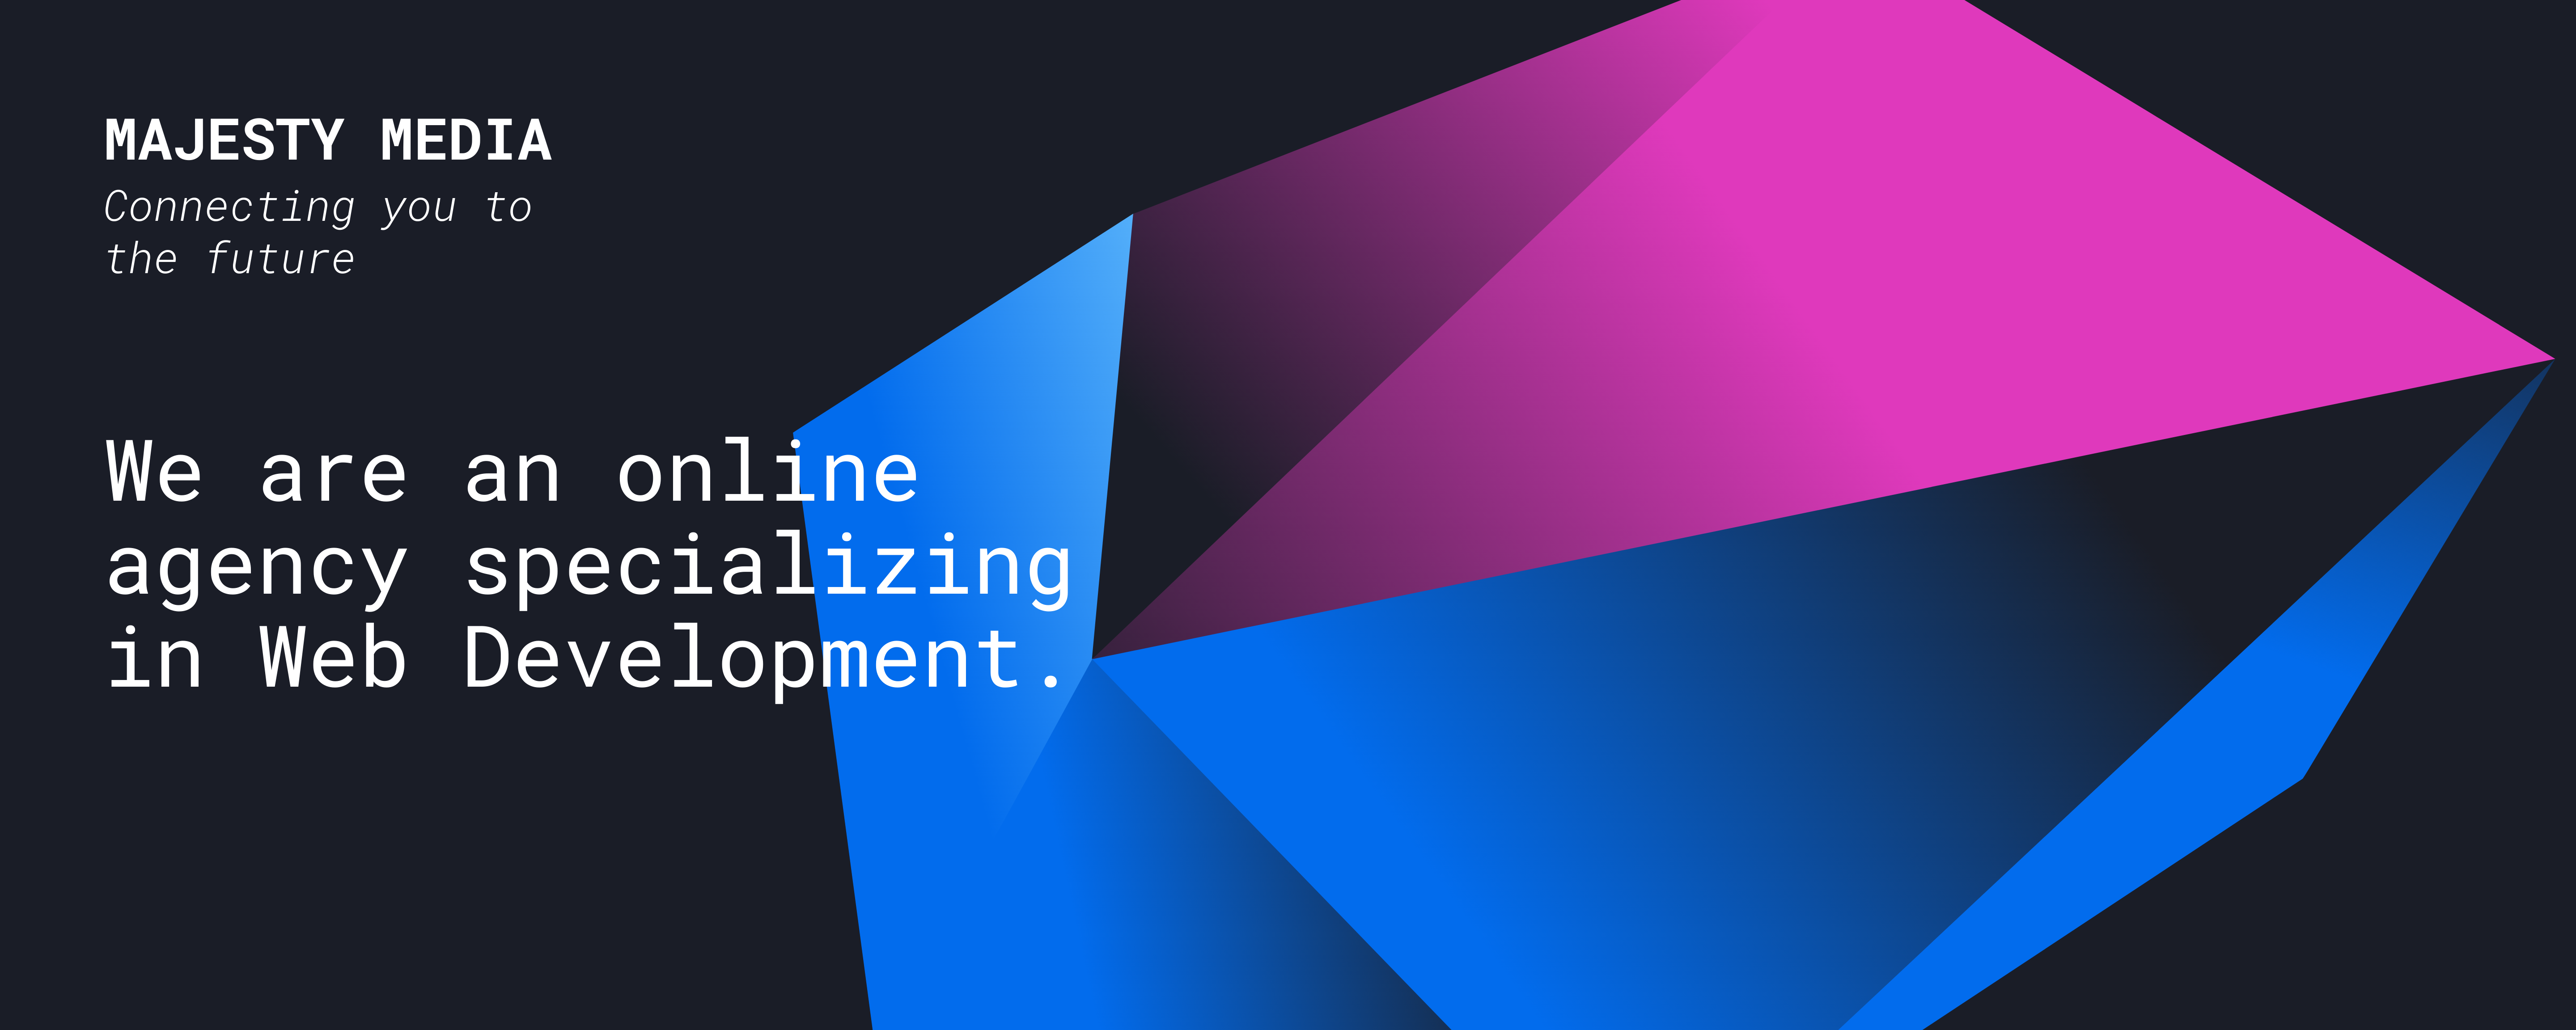 MAJESTY MEDIA
Connecting you to
the future
We are an online
agency specializing
in Web Development.